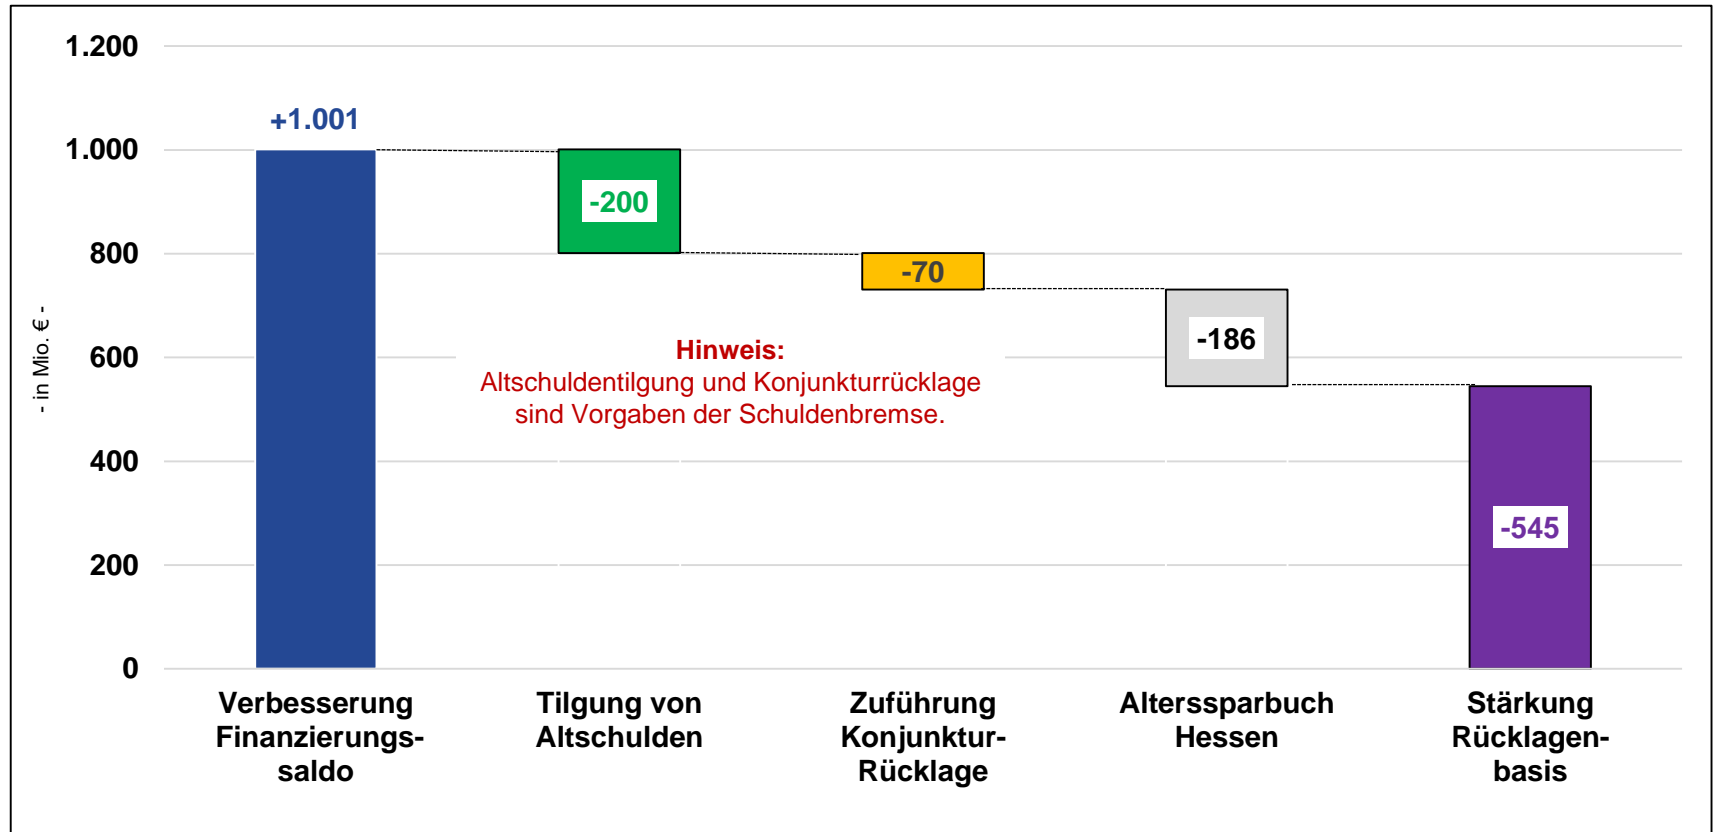 1.200
+1.001
1.000
-200
800
-70
- in Mio. € -
600
-186
Hinweis:
Altschuldentilgung und Konjunkturrücklage
sind Vorgaben der Schuldenbremse.
400
-545
200
0
Verbesserung
Finanzierungs-
saldo
Tilgung von
Altschulden
Zuführung
Konjunktur-
Rücklage
Alterssparbuch
Hessen
Stärkung
Rücklagen-
basis